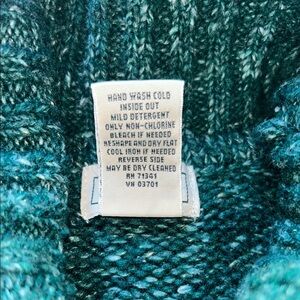 HAND WASH COLD
INSIDE OUT
MILD DETERGENT
ONLY NON-CHLORINE
BLEACH IF NEEDED
RESHAPE AND DRY FLAT
COOL IRON IF NEEDED
REVERSE SIDE
MAY BE DRY CLEANED
RN 71341
VN 03701